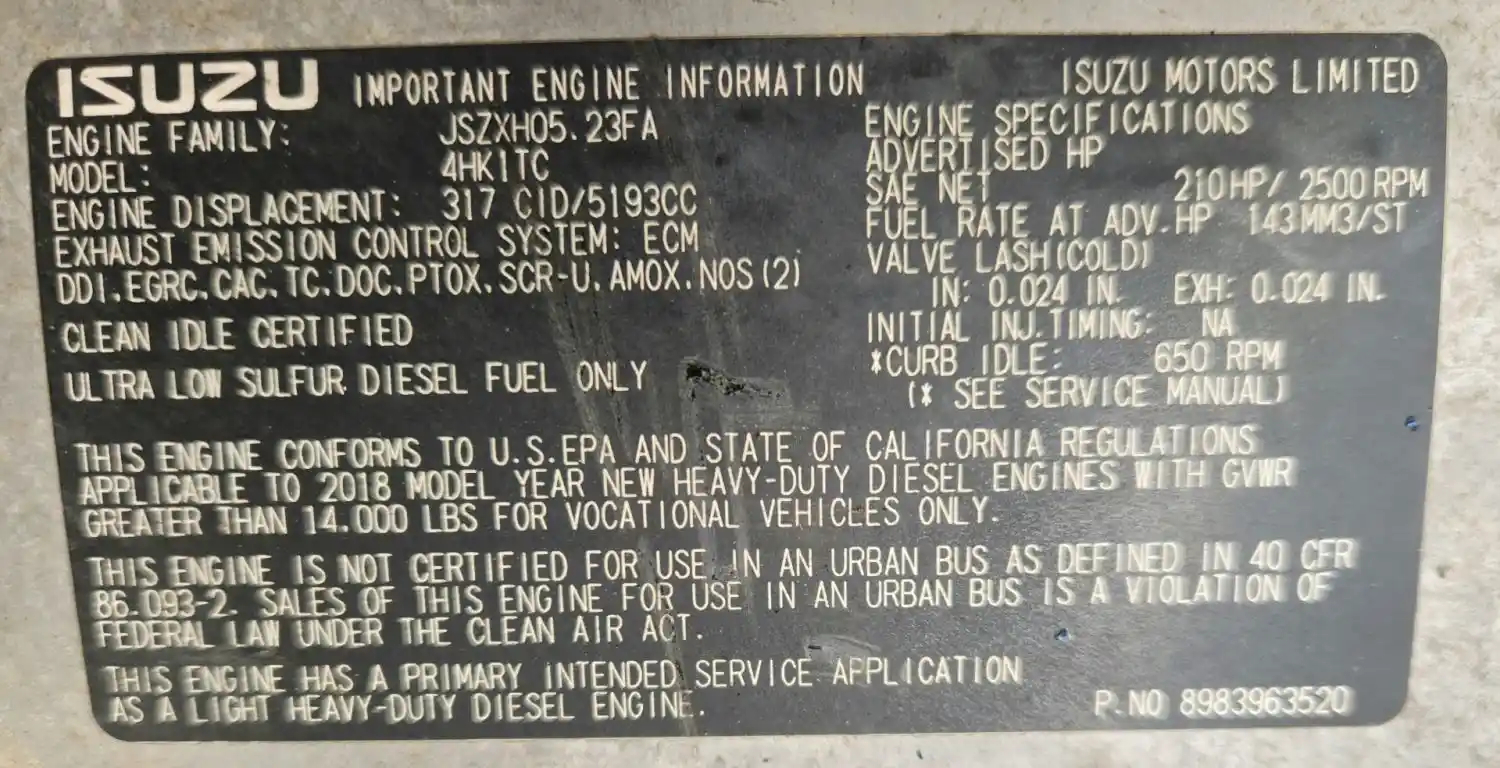 ISUZU IMPORTANT ENGINE INFORMATION ISUZU MOTORS LIMITED
ENGINE FAMILY: JSZXH05.23FA
MODEL: 4HK1TC
ENGINE DISPLACEMENT: 317 CID/5193CC
EXHAUST EMISSION CONTROL SYSTEM: ECM
DDI.EGRC.CAC.TC.DOC.PTOX.SCR-U.AMOX.NOS(2)
CLEAN IDLE CERTIFIED
ULTRA LOW SULFUR DIESEL FUEL ONLY
ENGINE SPECIFICATIONS
ADVERTISED HP
SAE NET 210HP/ 2500RPM
FUEL RATE AT ADV.HP 143MM3/ST
VALVE LASH(COLD)
IN: 0.024 IN. EXH: 0.024 IN.
INITIAL INJ.TIMING: NA
*CURB IDLE: 650 RPM
(* SEE SERVICE MANUAL)
THIS ENGINE CONFORMS TO U.S.EPA AND STATE OF CALIFORNIA REGULATIONS
APPLICABLE TO 2018 MODEL YEAR NEW HEAVY-DUTY DIESEL ENGINES WITH GVWR
GREATER THAN 14.000 LBS FOR VOCATIONAL VEHICLES ONLY.
THIS ENGINE IS NOT CERTIFIED FOR USE IN AN URBAN BUS AS DEFINED IN 40 CFR
86.093-2. SALES OF THIS ENGINE FOR USE IN AN URBAN BUS IS A VIOLATION OF
FEDERAL LAW UNDER THE CLEAN AIR ACT.
THIS ENGINE HAS A PRIMARY INTENDED SERVICE APPLICATION
AS A LIGHT HEAVY-DUTY DIESEL ENGINE.
P.NO 8983963520